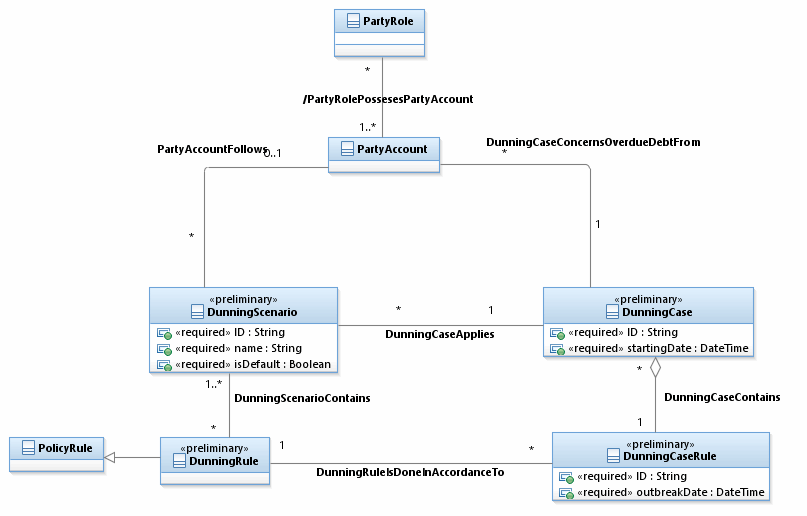 PartyRole
*
/PartyRolePossesesPartyAccount
1..*
PartyAccount
PartyAccountFollows
0..1
DunningCaseConcernsOverdueDebtFrom
*
*
1
«preliminary»
DunningScenario
«required» ID : String
«required» name : String
«required» isDefault : Boolean
*
1
DunningCaseApplies
«preliminary»
DunningCase
«required» ID : String
«required» startingDate : DateTime
1..*
DunningScenarioContains
*
*
DunningCaseContains
1
PolicyRule
«preliminary»
DunningRule
1
*
DunningRuleIsDoneInAccordanceTo
«preliminary»
DunningCaseRule
«required» ID : String
«required» outbreakDate : DateTime